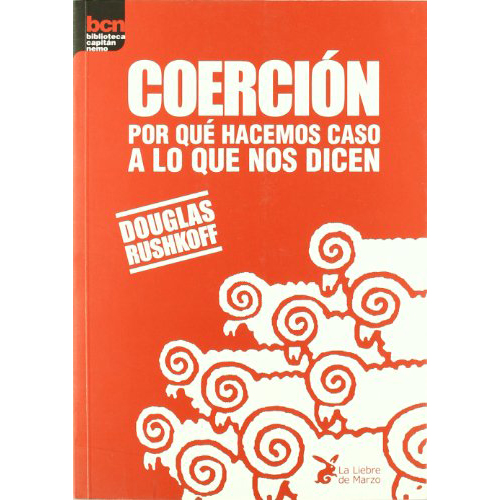 bcn
biblioteca
capitán
nemo
COERCIÓN
POR QUÉ HACEMOS CASO
A LO QUE NOS DICEN
DOUGLAS
RUSHKOFF
La Liebre
de Marzo